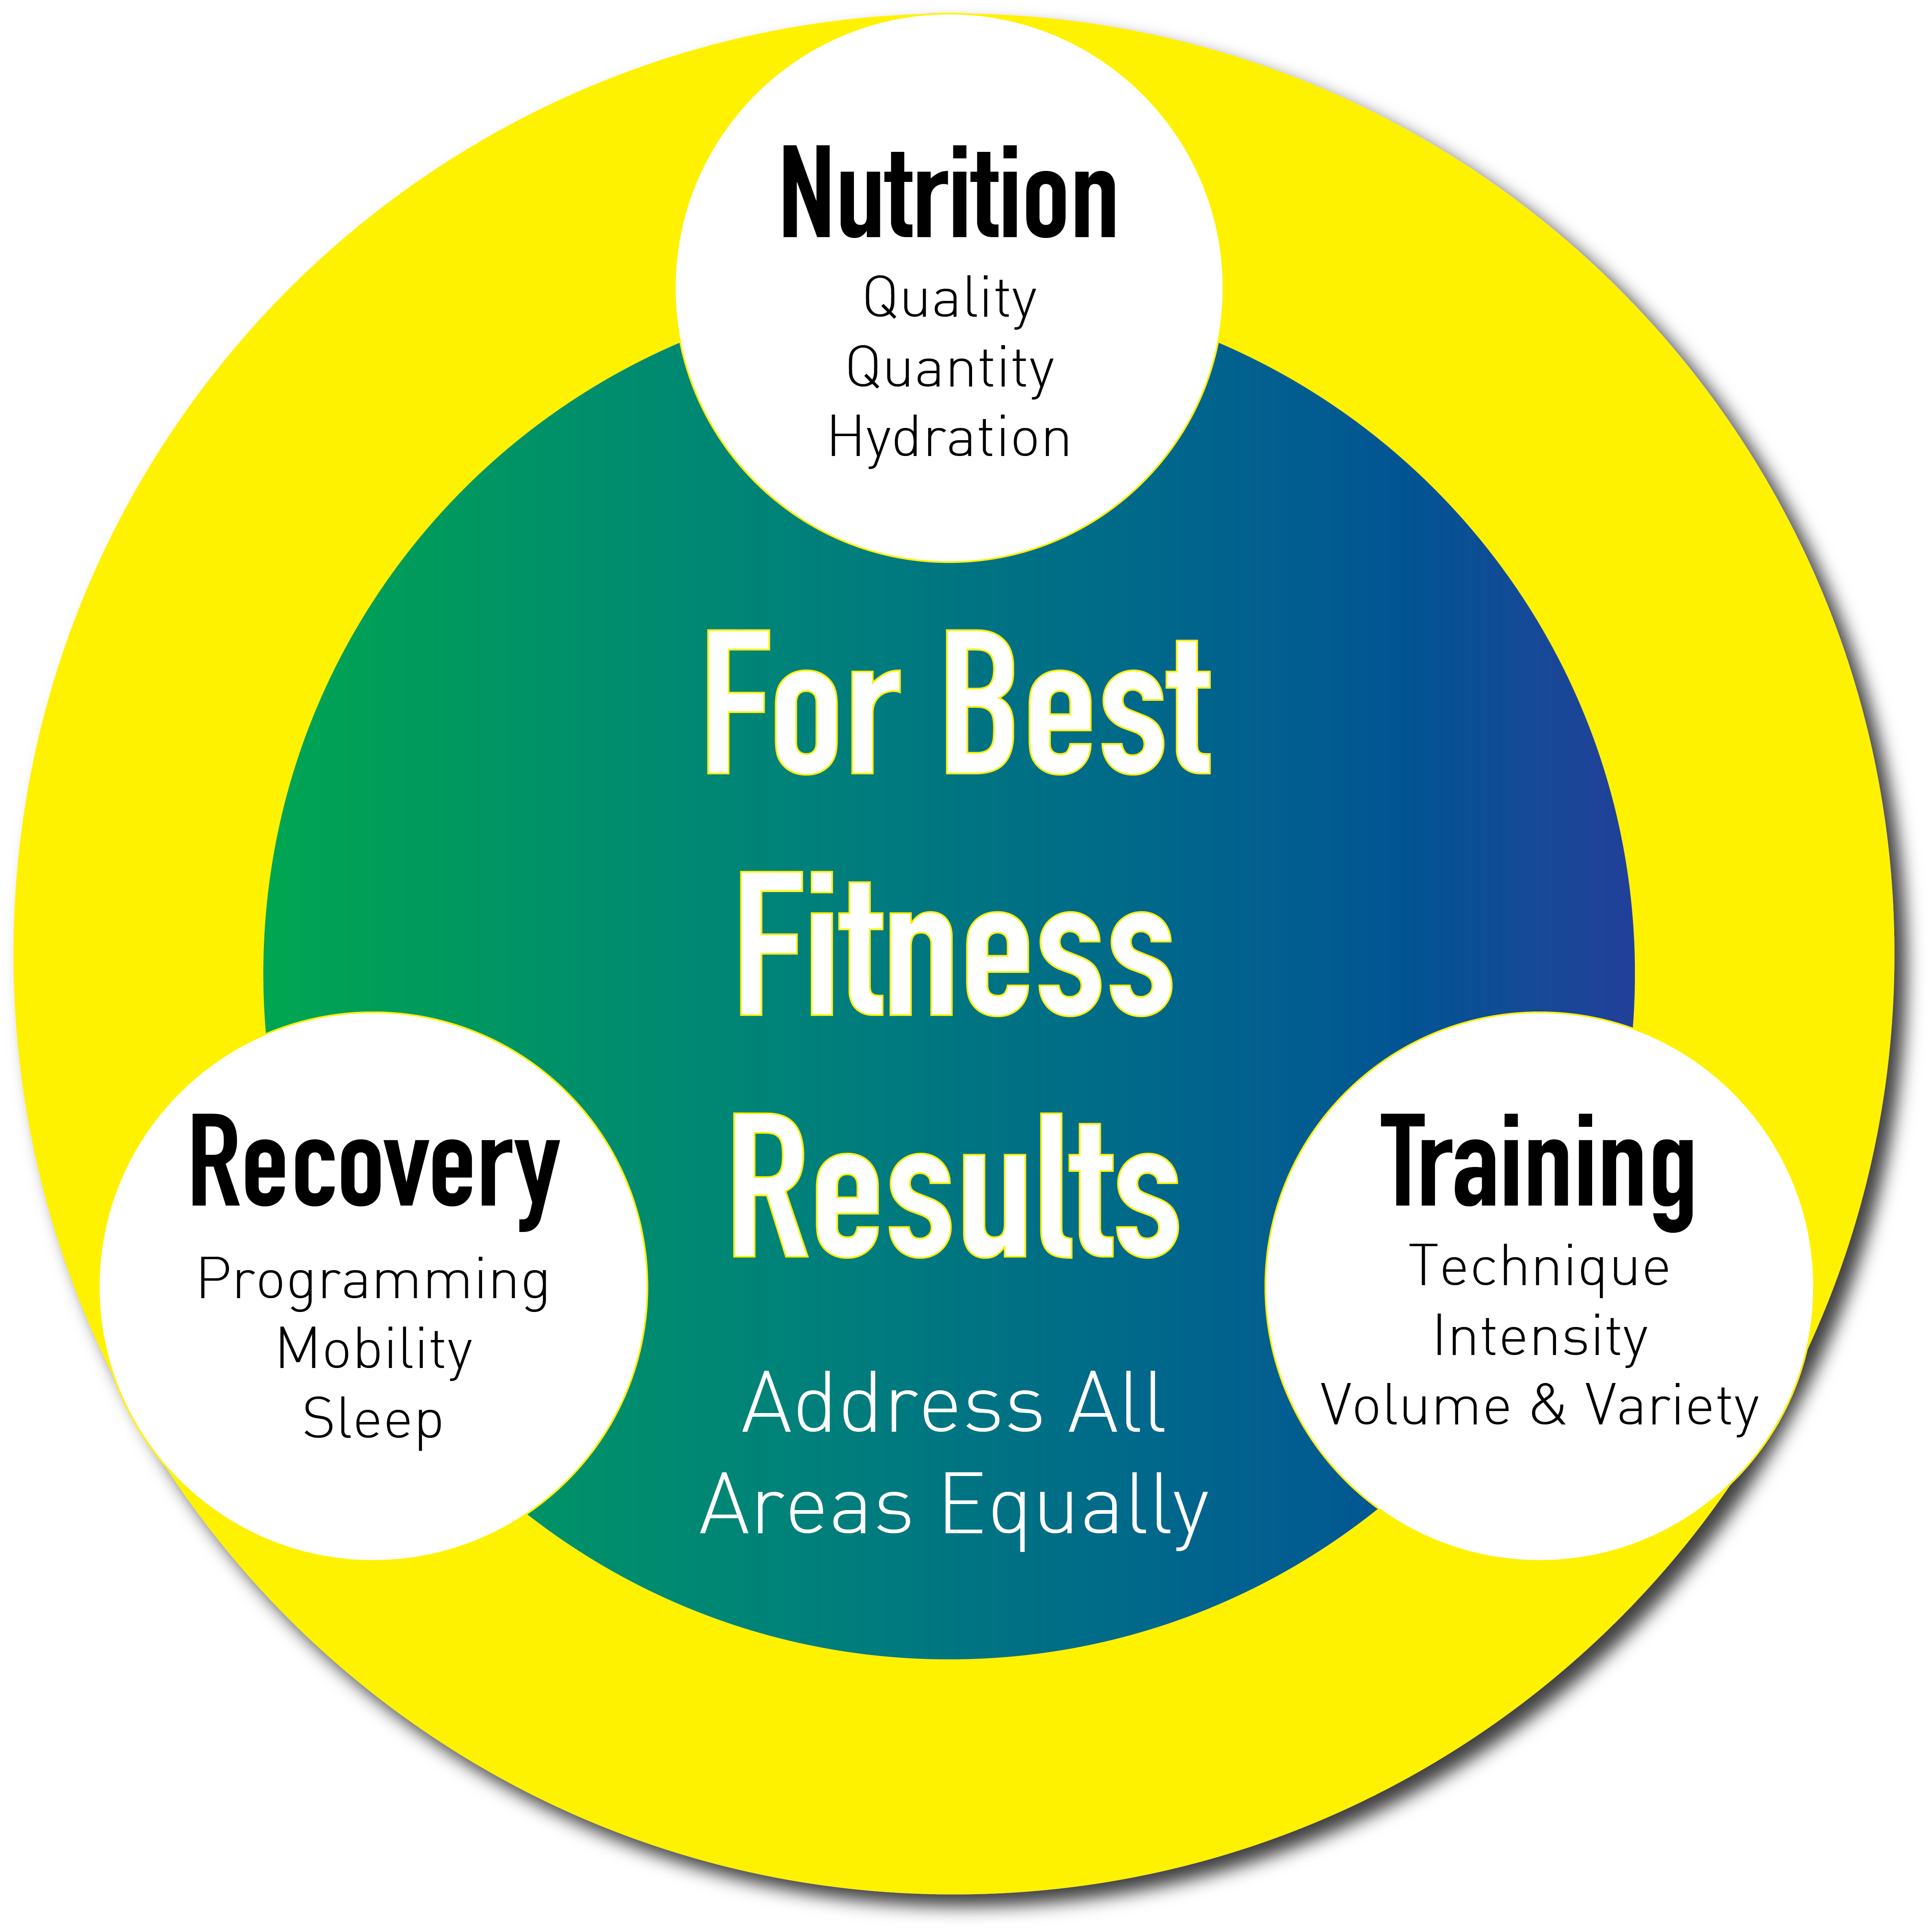 Nutrition
Quality
Quantity
Hydration
For Best
Fitness
Results
Address All
Areas Equally
Recovery
Programming
Mobility
Sleep
Training
Technique
Intensity
Volume & Variety